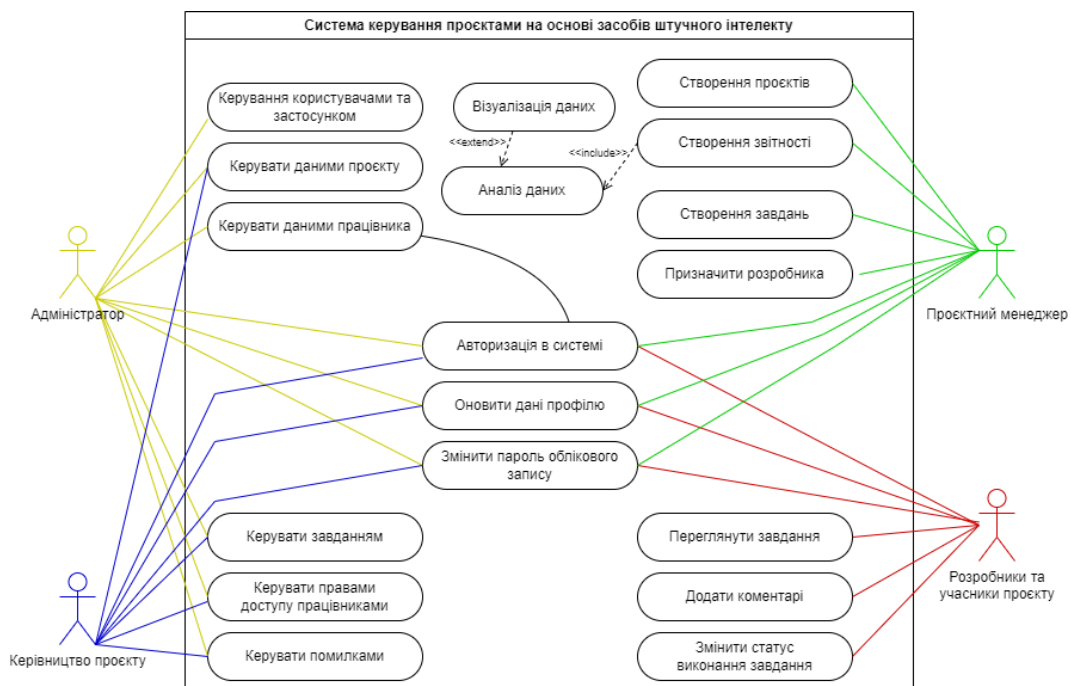 Система керування проєктами на основі засобів штучного інтелекту
Керування користувачами та
застосунком
Візуалізація даних
Створення проєктів
<<extend>>
<<include>>
Створення звітності
Керувати даними проєкту
Аналіз даних
Керувати даними працівника
Створення завдань
Призначити розробника
Адміністратор
Проєктний менеджер
Авторизація в системі
Оновити дані профілю
Змінити пароль облікового
запису
Керувати завданням
Переглянути завдання
Керувати правами
доступу працівниками
Додати коментарі
Розробники та
учасники проєкту
Керувати помилками
Змінити статус
виконання завдання
Керівництво проєкту